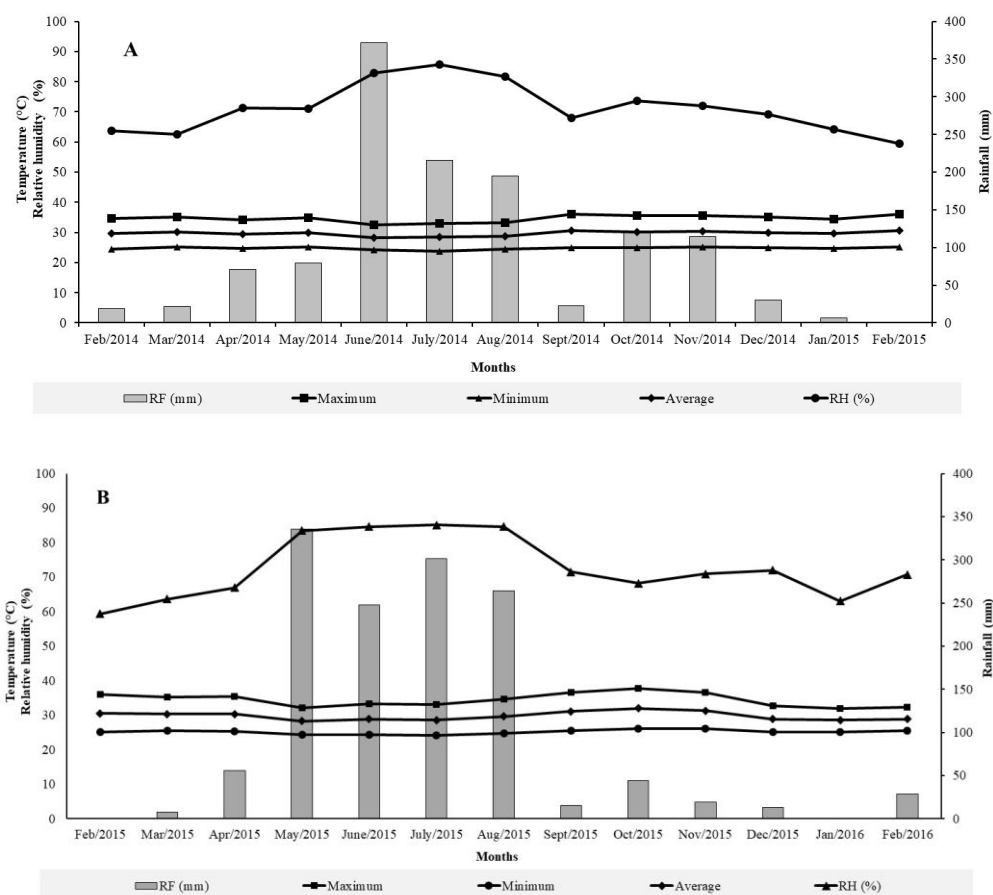 A
Temperature (°C)
Relative humidity (%)
100
90
80
70
60
50
40
30
20
10
0
400
350
300
250
200
150
100
50
0
Rainfall (mm)
Feb/2014 Mar/2014 Apr/2014 May/2014 June/2014 July/2014 Aug/2014 Sept/2014 Oct/2014 Nov/2014 Dec/2014 Jan/2015 Feb/2015
Months
RF (mm) Maximum Minimum Average RH (%)
B
Temperature (°C)
Relative humidity (%)
100
90
80
70
60
50
40
30
20
10
0
400
350
300
250
200
150
100
50
0
Rainfall (mm)
Feb/2015 Mar/2015 Apr/2015 May/2015 June/2015 July/2015 Aug/2015 Sept/2015 Oct/2015 Nov/2015 Dec/2015 Jan/2016 Feb/2016
Months
RF (mm) Maximum Minimum Average RH (%)